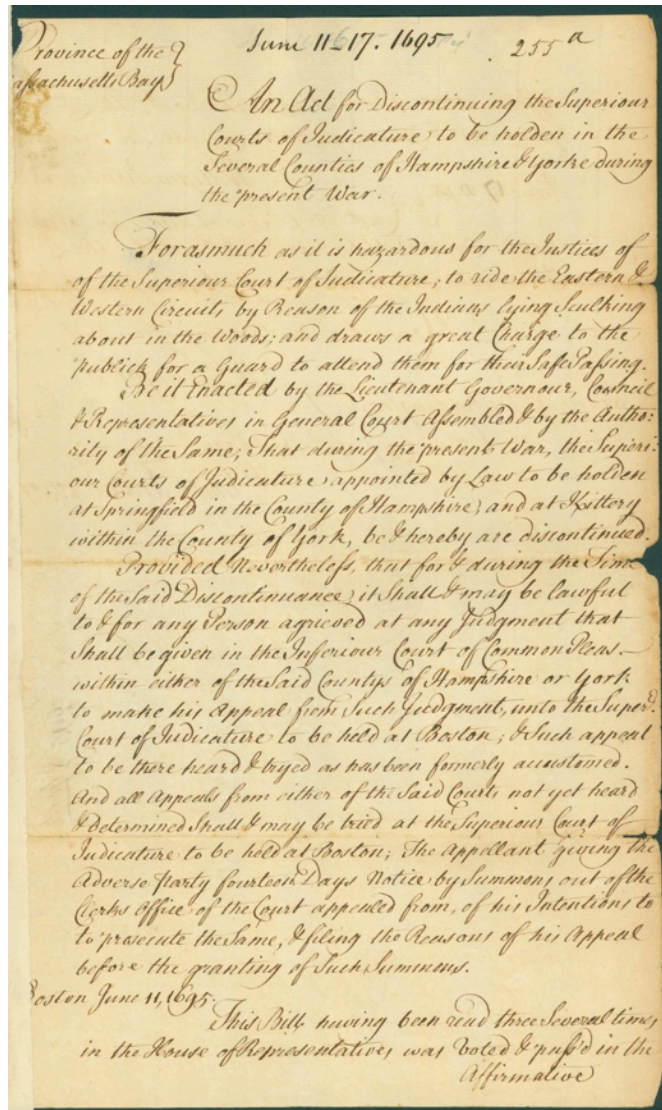 June 11-17. 1695
255a
Province of the
assachusetts Bay
An Act for Discontinuing the Superiour
Courts of Judicature to be holden in the
Several Counties of Hampshire & Yorke during
the present War.
Forasmuch as it is hazardous for the Justices of
of the Superiour Court of Judicature, to ride the Eastern &
Western Circuit, by Reason of the Indians lying Sculking
about in the Woods; and draws a great Charge to the
publick for a Guard to attend them for their Safe Passing.
Be it Enacted by the Lieutenant Governour, Council
& Representatives in General Court Assembled & by the Autho:
rity of the Same, That during the present War, the Superi:
our Courts of Judicature appointed by Law to be holden
at Springfield in the County of Hampshire, and at Kittery
within the County of York, be & hereby are discontinued.
Provided Nevertheless, that for & during the Time
of the Said Discontinuance, it Shall & may be lawful
to & for any Person agrieved at any Judgment that
Shall be given in the Inferiour Court of Common Pleas.
within either of the Said Countys of Hampshire or York
to make his Appeal from Such Judgment, unto the Superr.
Court of Judicature to be held at Boston; & Such appeal
to be there heard & tryed as has been formerly accustomed.
And all Appeals from either of the Said Courts not yet heard
& determined Shall & may be tried at the Superiour Court of
Judicature to be held at Boston; The Appellant giving the
Adverse Party fourteen Days Notice by Summons out of the
Clerks Office of the Court appealed from, of his Intentions to
to prosecute the Same, & filing the Reasons of his Appeal
before the granting of Such Summons.
Boston June 11, 1695.
This Bill having been read three Several times
in the House of Representatives was Voted & pass'd in the
Affirmative